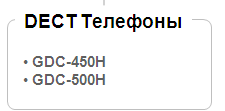 DECT Телефоны
• GDC-450H
• GDC-500H